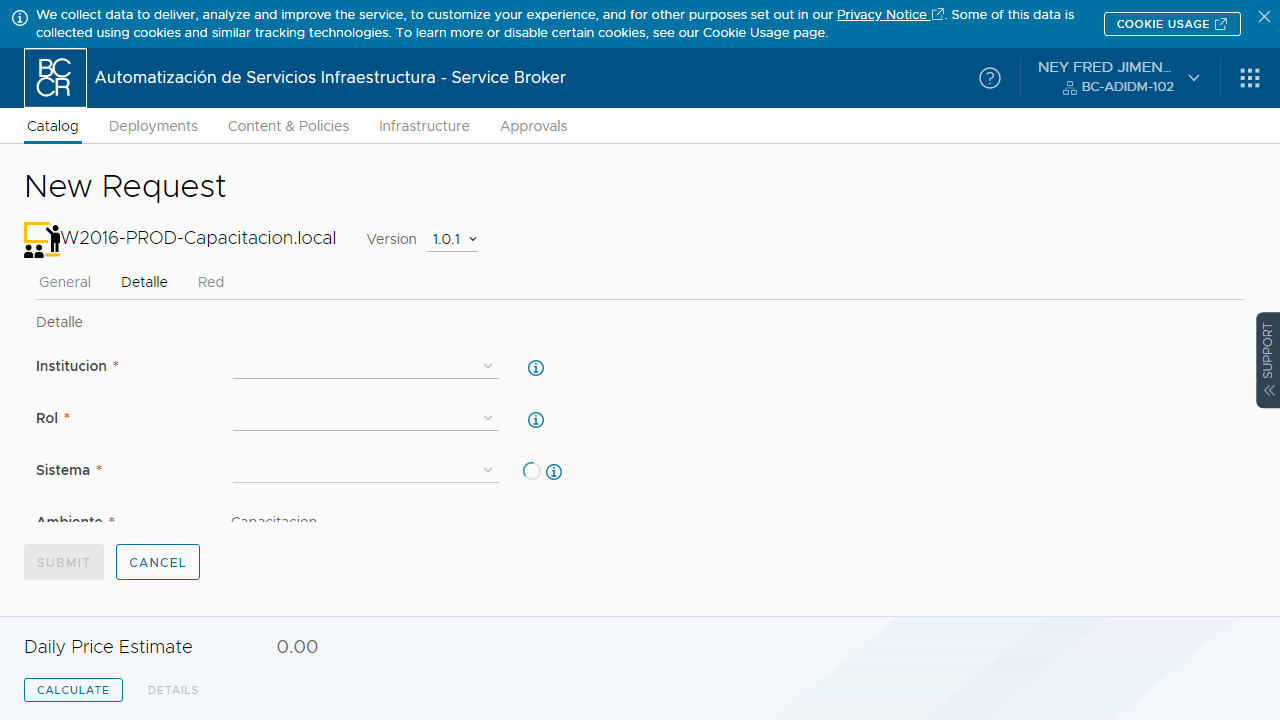 We collect data to deliver, analyze and improve the service, to customize your experience, and for other purposes set out in our Privacy Notice. Some of this data is
collected using cookies and similar tracking technologies. To learn more or disable certain cookies, see our Cookie Usage page.
COOKIE USAGE
BC
CR
Automatización de Servicios Infraestructura - Service Broker
NEY FRED JIMEN...
BC-ADIDM-102
Catalog
Deployments
Content & Policies
Infrastructure
Approvals
New Request
W2016-PROD-Capacitacion.local
Version
1.0.1
General
Detalle
Red
Detalle
Institucion *
Rol *
Sistema *
Ambiente *
Capacitacion
SUPPORT
SUBMIT
CANCEL
Daily Price Estimate
0.00
CALCULATE
DETAILS